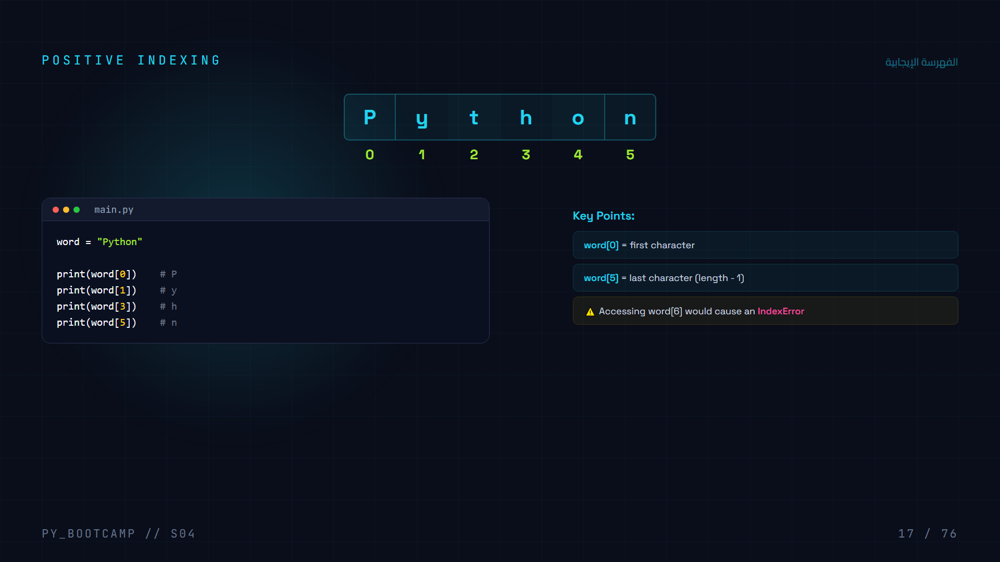 POSITIVE INDEXING
الفهرسة الإيجابية
P y t h o n
0 1 2 3 4 5
main.py
word = "Python"
print(word[0])    # P
print(word[1])    # y
print(word[3])    # h
print(word[5])    # n
Key Points:
word[0] = first character
word[5] = last character (length - 1)
⚠ Accessing word[6] would cause an IndexError
PY_BOOTCAMP // S04
17 / 76